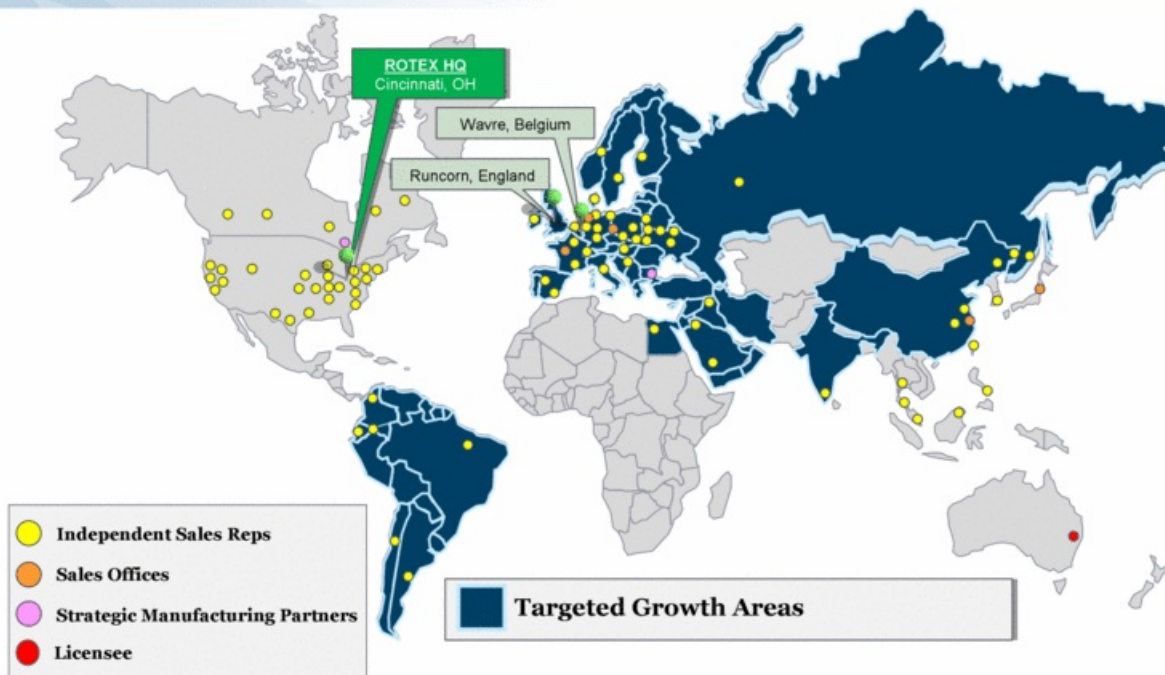 ROTEX HQ
Cincinnati, OH
Wavre, Belgium
Runcorn, England
Independent Sales Reps
Sales Offices
Strategic Manufacturing Partners
Licensee
Targeted Growth Areas